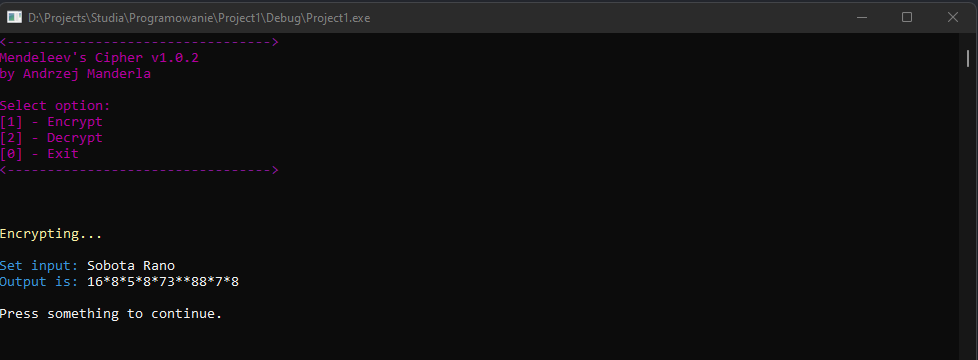 D:\Projects\Studia\Programowanie\Project1\Debug\Project1.exe
<--------------------------------->
Mendeleev's Cipher v1.0.2
by Andrzej Manderla
Select option:
[1] - Encrypt
[2] - Decrypt
[0] - Exit
<--------------------------------->
Encrypting...
Set input: Sobota Rano
Output is: 16*8*5*8*73**88*7*8
Press something to continue.